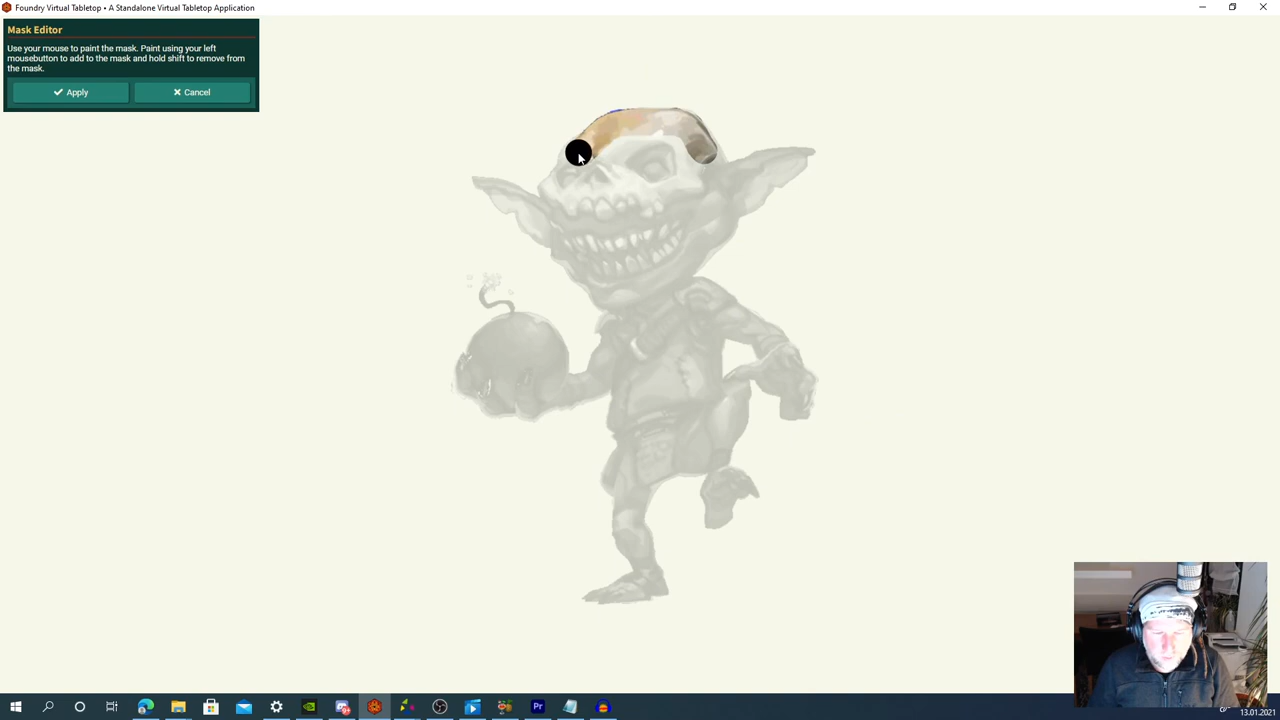 Foundry Virtual Tabletop • A Standalone Virtual Tabletop Application
Mask Editor
Use your mouse to paint the mask. Paint using your left
mousebutton to add to the mask and hold shift to remove from
the mask.
Apply
Cancel
Pr
13.01.2021